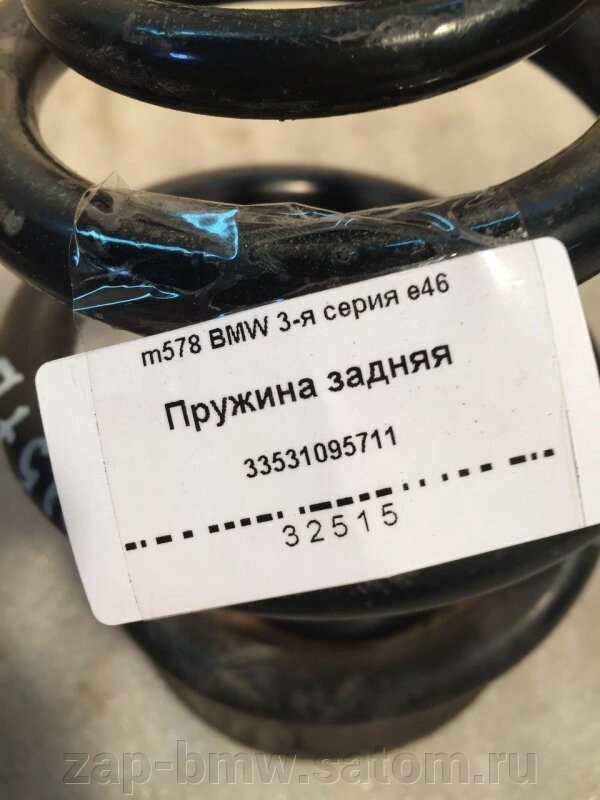 m578 BMW 3-я серия e46
Пружина задняя
33531095711
32515
zap-bmw.satom.ru